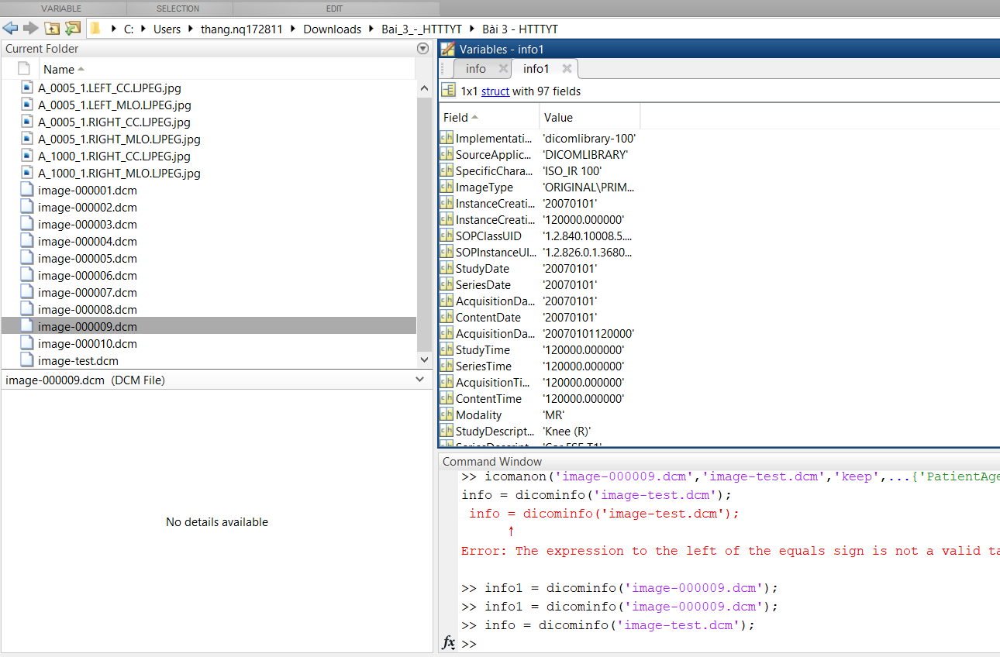 VARIABLE SELECTION EDIT
C: Users thang.nq172811 Downloads Bai_3_-_HTTTYT Bài 3 - HTTTYT
Current Folder
Name
A_0005_1.LEFT_CC.LJPEG.jpg
A_0005_1.LEFT_MLO.LJPEG.jpg
A_0005_1.RIGHT_CC.LJPEG.jpg
A_0005_1.RIGHT_MLO.LJPEG.jpg
A_1000_1.RIGHT_CC.LJPEG.jpg
A_1000_1.RIGHT_MLO.LJPEG.jpg
image-000001.dcm
image-000002.dcm
image-000003.dcm
image-000004.dcm
image-000005.dcm
image-000006.dcm
image-000007.dcm
image-000008.dcm
image-000009.dcm
image-000010.dcm
image-test.dcm
image-000009.dcm (DCM File)
No details available
Variables - info1
info info1
1x1 struct with 97 fields
Field Value
Implementati... 'dicomlibrary-100'
SourceApplic... 'DICOMLIBRARY'
SpecificChara... 'ISO_IR 100'
ImageType 'ORIGINAL\PRIM...
InstanceCreati... '20070101'
InstanceCreati... '120000.000000'
SOPClassUID '1.2.840.10008.5....
SOPInstanceUI... '1.2.826.0.1.3680...
StudyDate '20070101'
SeriesDate '20070101'
AcquisitionDa... '20070101'
ContentDate '20070101'
AcquisitionDa... '20070101120000'
StudyTime '120000.000000'
SeriesTime '120000.000000'
AcquisitionTi... '120000.000000'
ContentTime '120000.000000'
Modality 'MR'
StudyDescript... 'Knee (R)'
SeriesDescript... 'Cor FSE T1'
Command Window
>> icomanon('image-000009.dcm','image-test.dcm','keep',...{'PatientAge
info = dicominfo('image-test.dcm');
info = dicominfo('image-test.dcm');
↑
Error: The expression to the left of the equals sign is not a valid ta
>> info1 = dicominfo('image-000009.dcm');
>> info1 = dicominfo('image-000009.dcm');
>> info = dicominfo('image-test.dcm');
fx >>